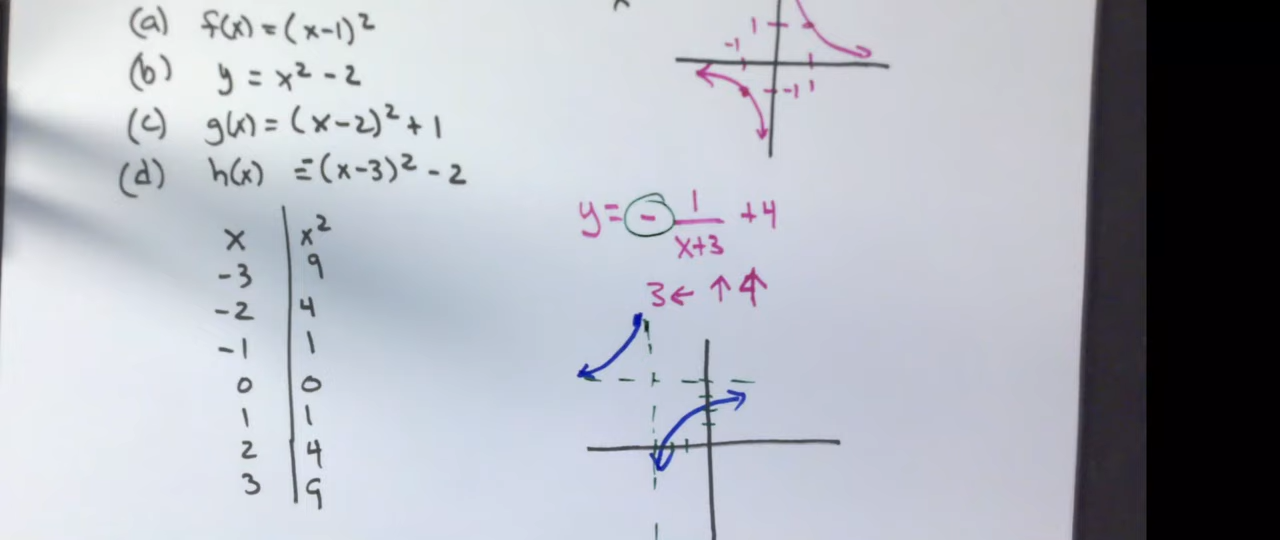 (a) f(x) = (x-1)²
(b) y = x² - 2
(c) g(x) = (x-2)² + 1
(d) h(x) = (x-3)² - 2
x x²
-3 9
-2 4
-1 1
0 0
1 1
2 4
3 9
1
-1
1
-1
y = - 1/(x+3) + 4
3← ↑4